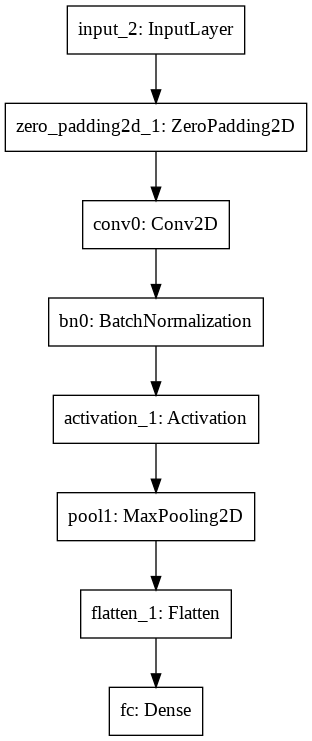 input_2: InputLayer
zero_padding2d_1: ZeroPadding2D
conv0: Conv2D
bn0: BatchNormalization
activation_1: Activation
pool1: MaxPooling2D
flatten_1: Flatten
fc: Dense